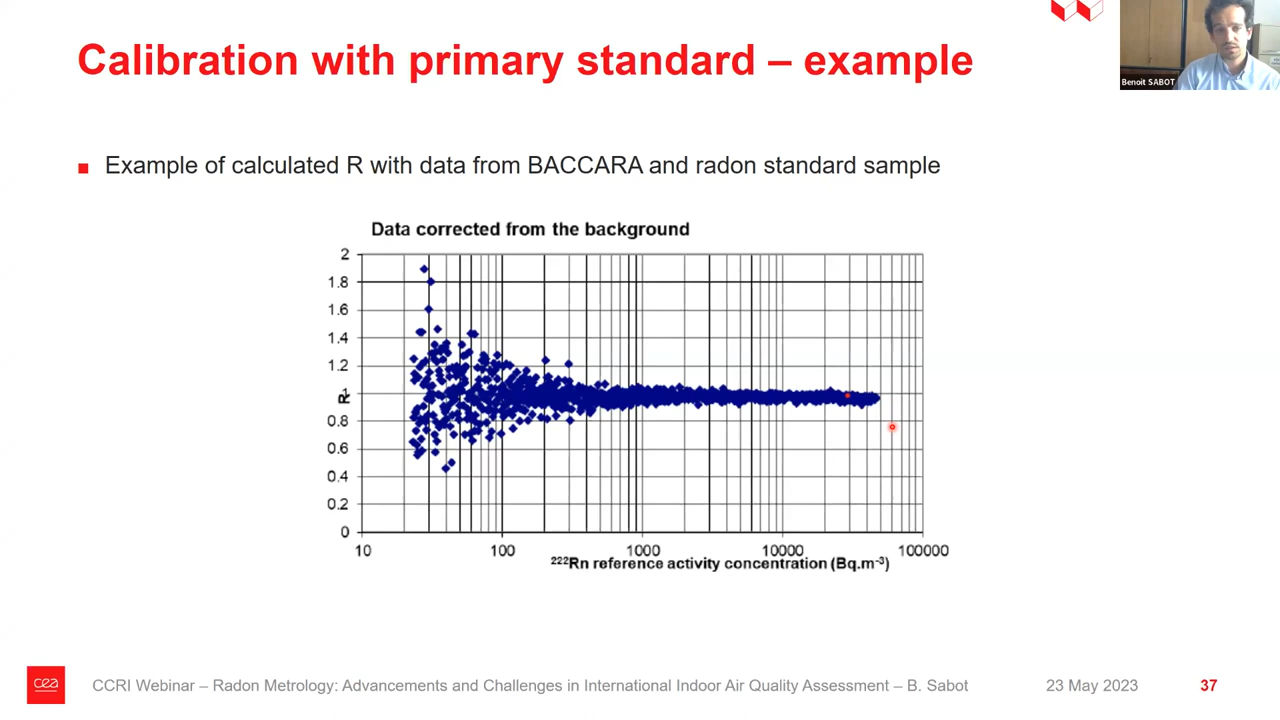 Calibration with primary standard – example
Benoit SABOT
Example of calculated R with data from BACCARA and radon standard sample
Data corrected from the background
2
1.8
1.6
1.4
1.2
1
R
0.8
0.6
0.4
0.2
0
10 100 1000 10000 100000
²²²Rn reference activity concentration (Bq.m⁻³)
cea
CCRI Webinar – Radon Metrology: Advancements and Challenges in International Indoor Air Quality Assessment – B. Sabot 23 May 2023 37